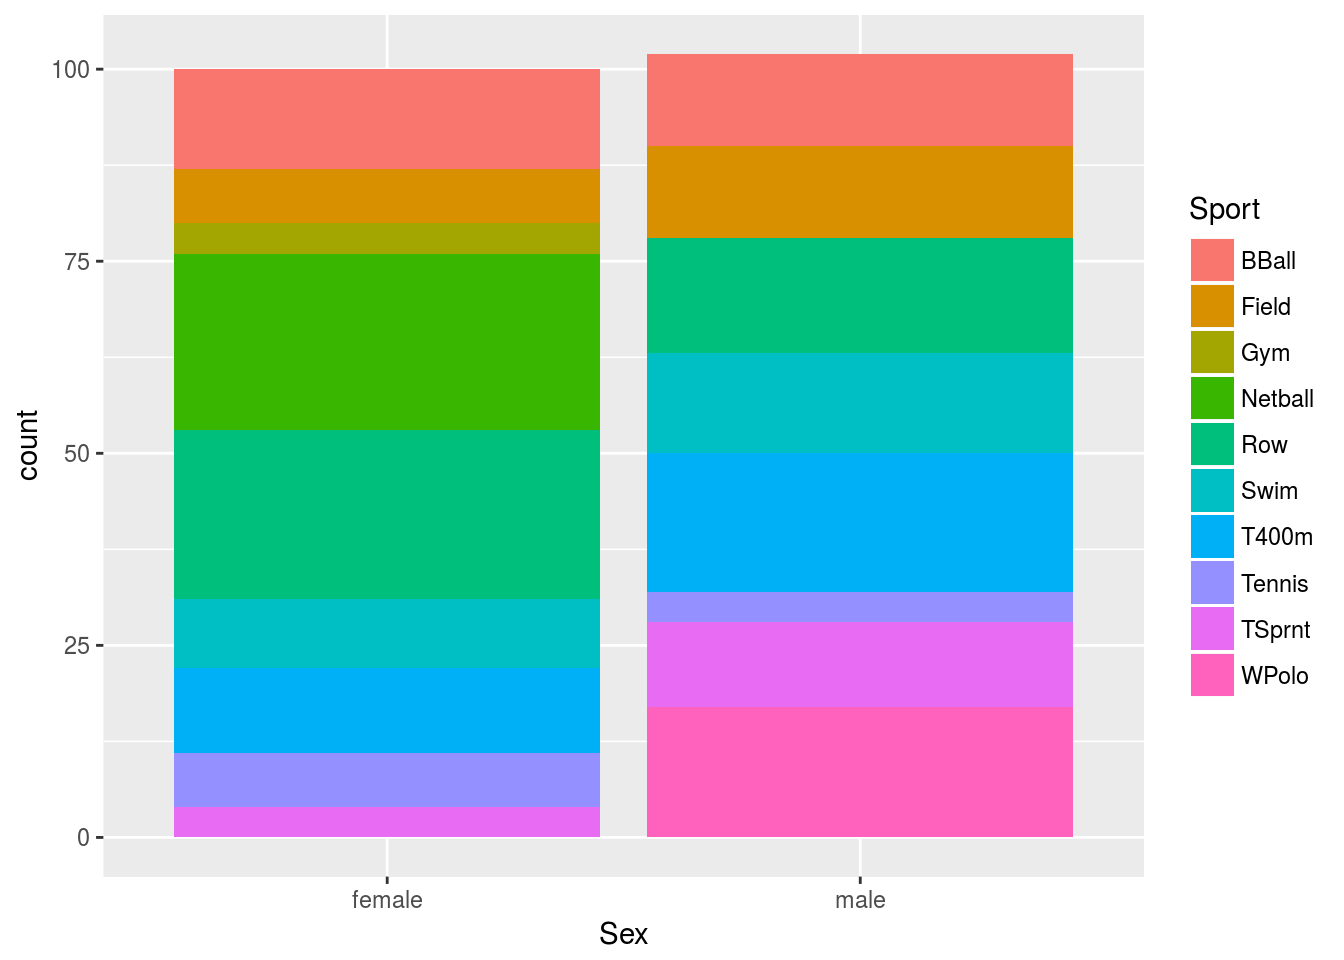 100
75
50
25
0
count
female
male
Sex
Sport
BBall
Field
Gym
Netball
Row
Swim
T400m
Tennis
TSprnt
WPolo